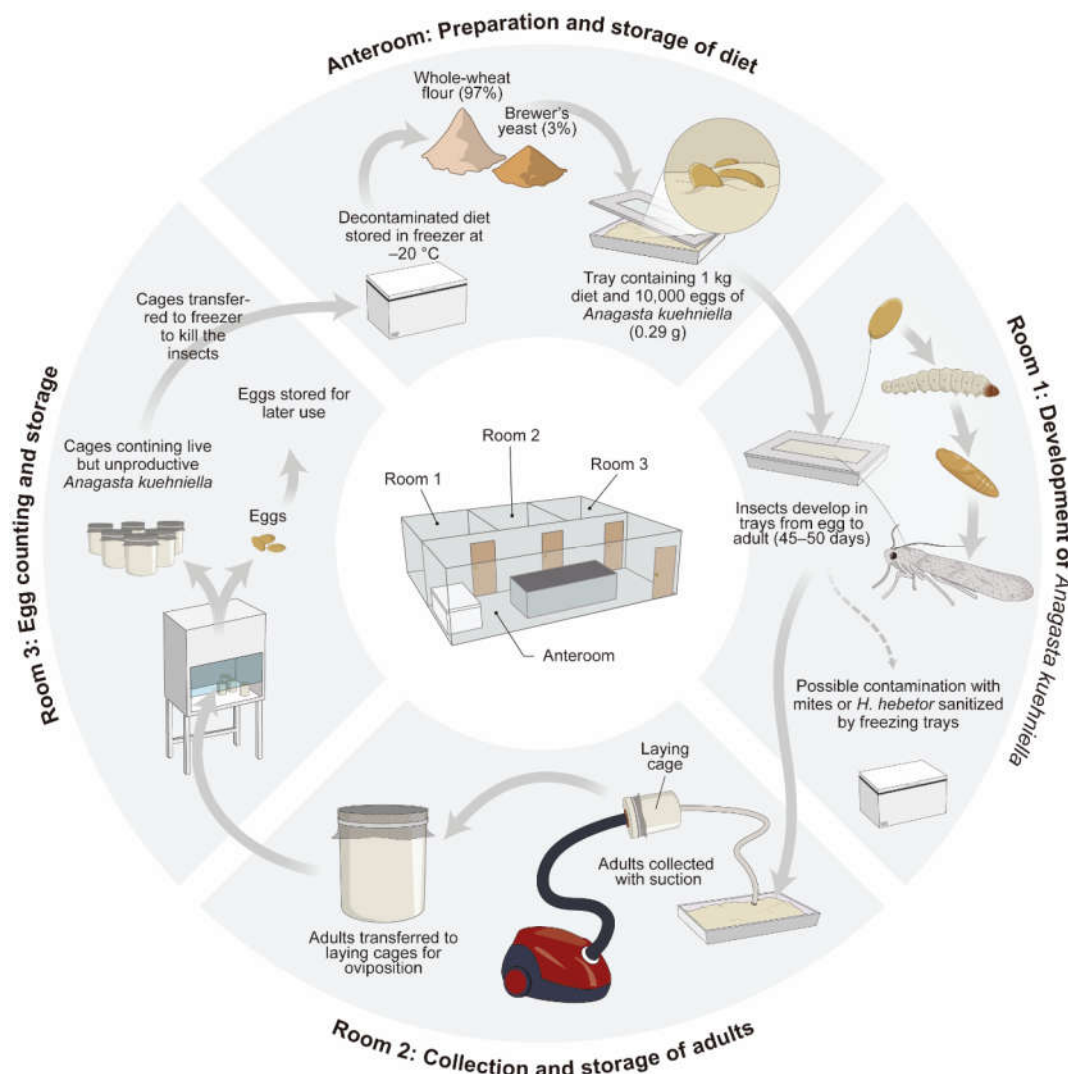 Anteroom: Preparation and storage of diet
Whole-wheat
flour (97%)
Brewer's
yeast (3%)
Decontaminated diet
stored in freezer at
–20 °C
Tray containing 1 kg
diet and 10,000 eggs of
Anagasta kuehniella
(0.29 g)
Room 1: Development of Anagasta kuehniella
Insects develop in
trays from egg to
adult (45–50 days)
Possible contamination with
mites or H. hebetor sanitized
by freezing trays
Room 2: Collection and storage of adults
Laying
cage
Adults collected
with suction
Adults transferred to
laying cages for
oviposition
Room 3: Egg counting and storage
Cages transfer-
red to freezer
to kill the
insects
Eggs stored for
later use
Cages contining live
but unproductive
Anagasta kuehniella
Eggs
Room 1
Room 2
Room 3
Anteroom